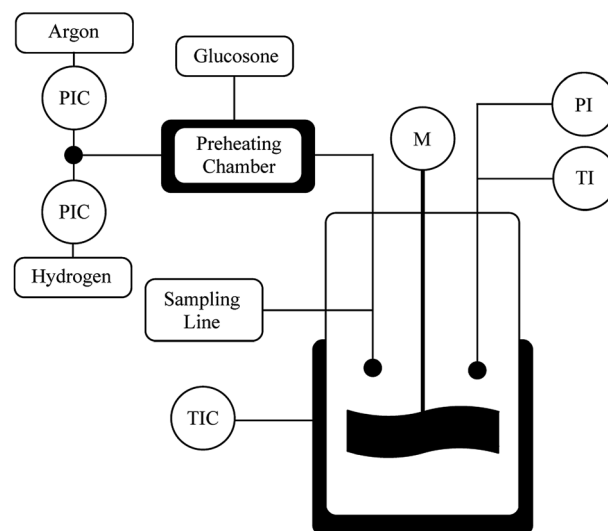 Argon
PIC
Glucosone
Preheating
Chamber
PIC
Hydrogen
M
PI
TI
Sampling
Line
TIC